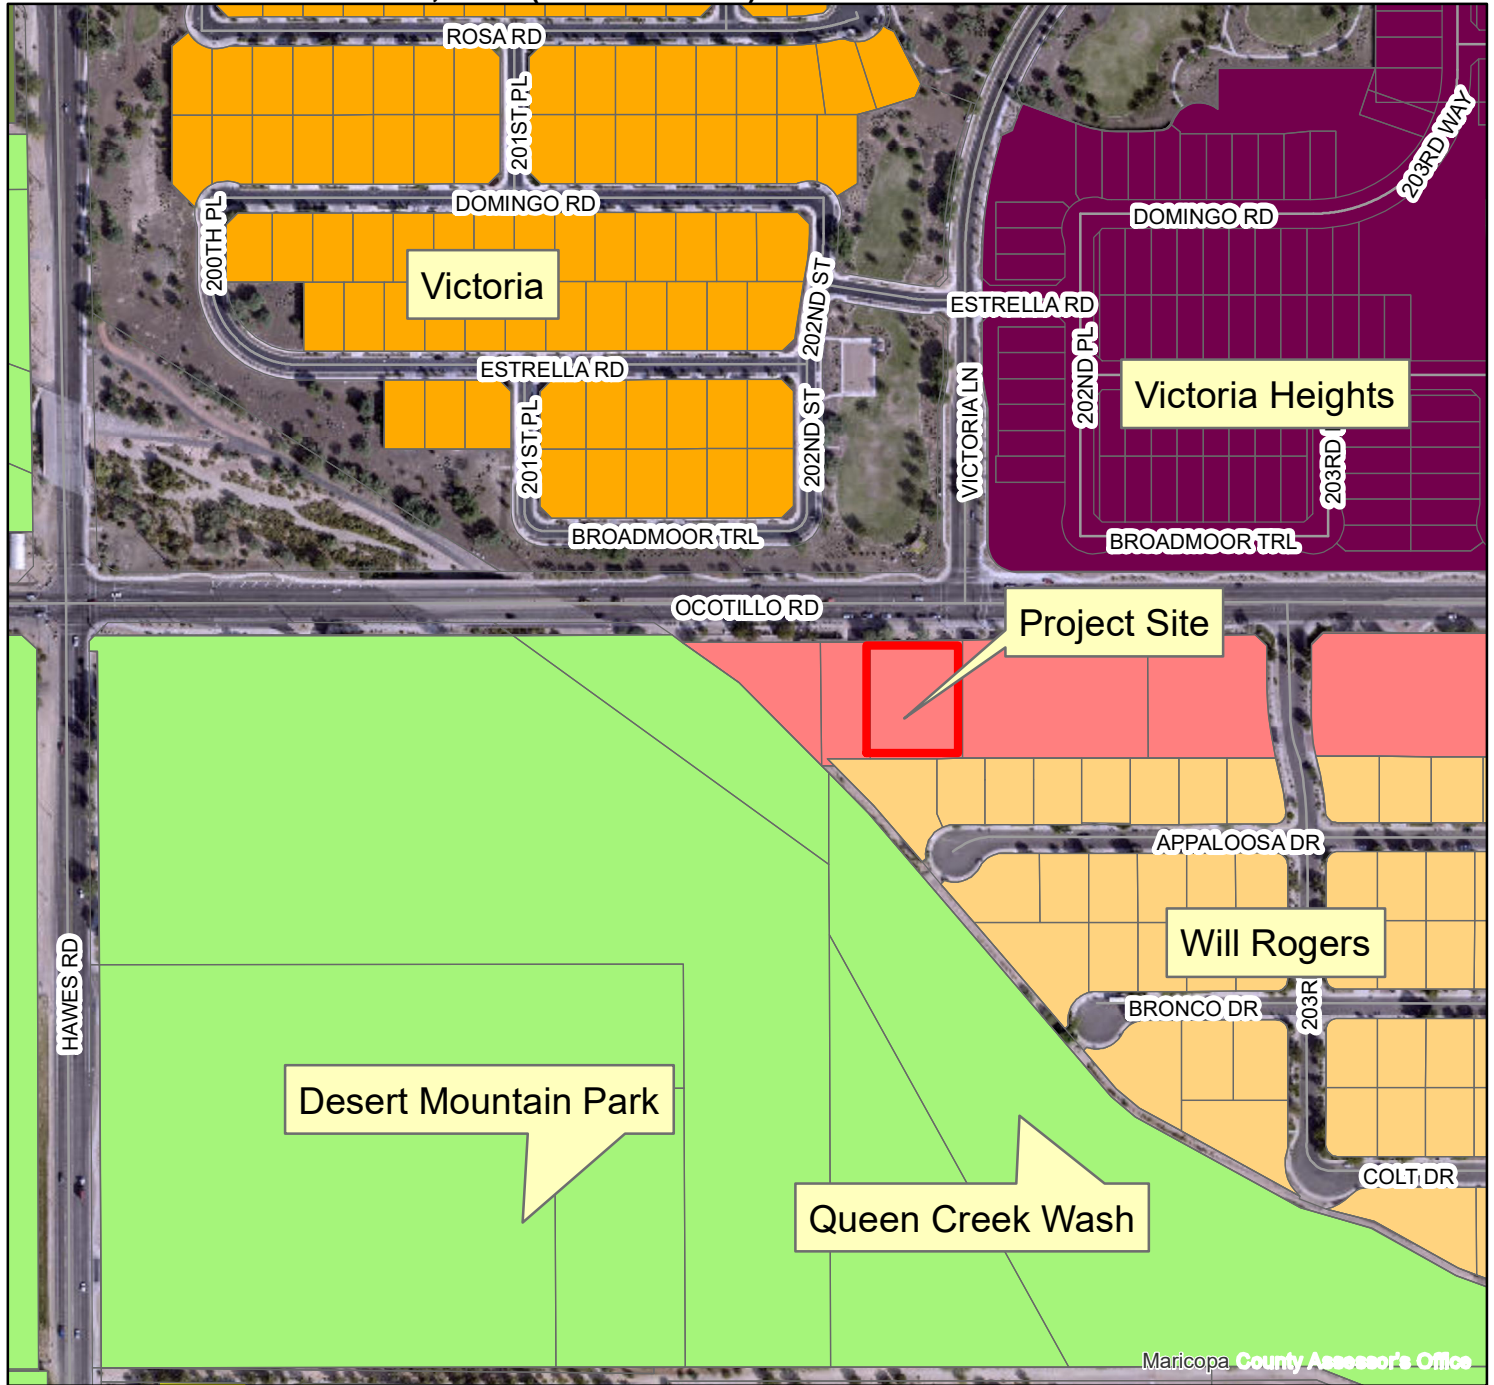 ROSA RD
201ST PL
203RD WAY
DOMINGO RD
DOMINGO RD
200TH PL
Victoria
202ND ST
ESTRELLA RD
ESTRELLA RD
202ND PL
Victoria Heights
VICTORIA LN
201ST PL
202ND ST
203RD
BROADMOOR TRL
BROADMOOR TRL
OCOTILLO RD
Project Site
APPALOOSA DR
Will Rogers
HAWES RD
BRONCO DR
203R
Desert Mountain Park
COLT DR
Queen Creek Wash
Maricopa County Assessor's Office